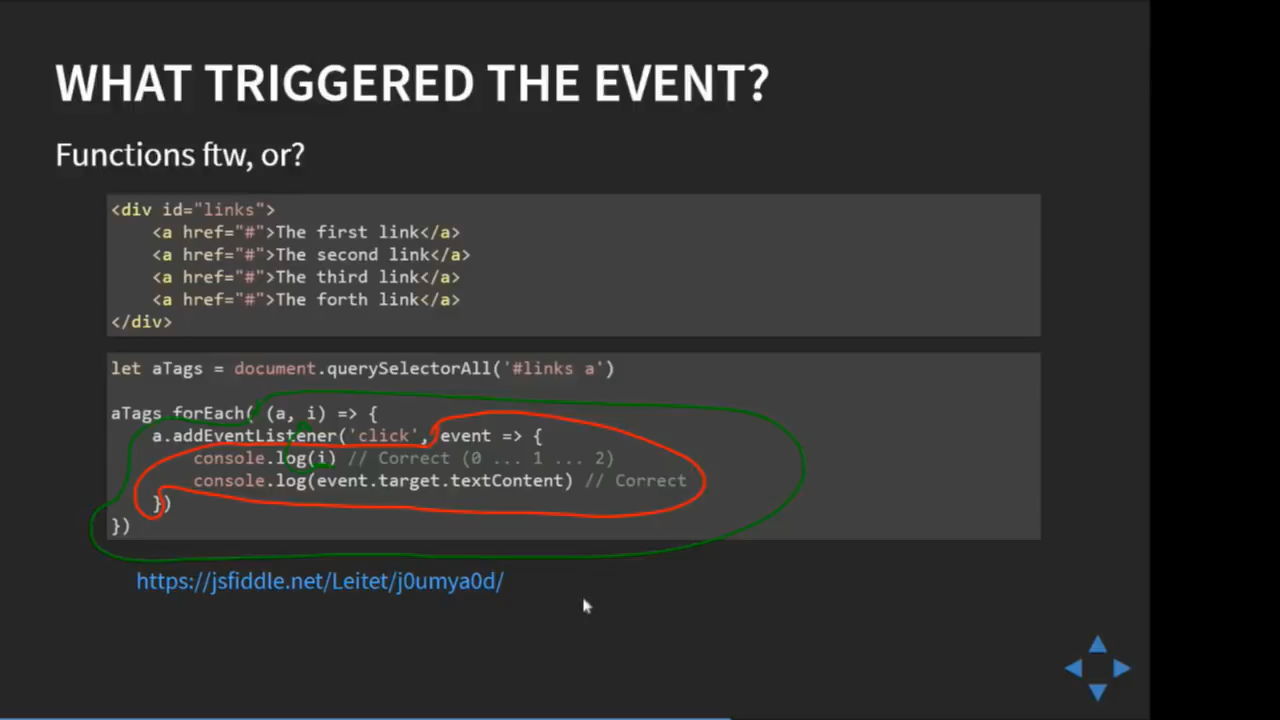 WHAT TRIGGERED THE EVENT?
Functions ftw, or?
<div id="links">
    <a href="#">The first link</a>
    <a href="#">The second link</a>
    <a href="#">The third link</a>
    <a href="#">The forth link</a>
</div>
let aTags = document.querySelectorAll('#links a')
aTags.forEach( (a, i) => {
    a.addEventListener('click', event => {
        console.log(i) // Correct (0 ... 1 ... 2)
        console.log(event.target.textContent) // Correct
    })
})
https://jsfiddle.net/Leitet/j0umya0d/